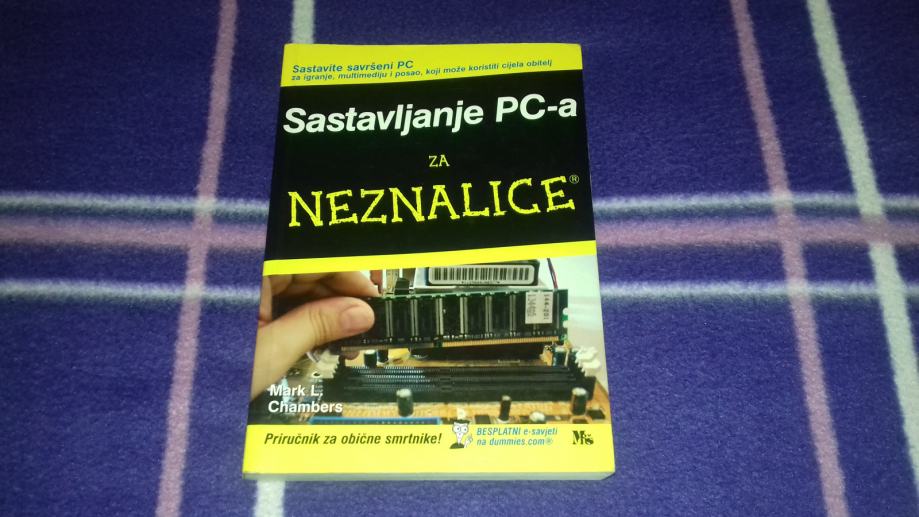 Sastavite savršeni PC
za igranje, multimediju i posao, koji može koristiti cijela obitelj
Sastavljanje PC-a
ZA
NEZNALICE®
Mark L.
Chambers
Priručnik za obične smrtnike!
BESPLATNI e-savjeti
na dummies.com®
Mš